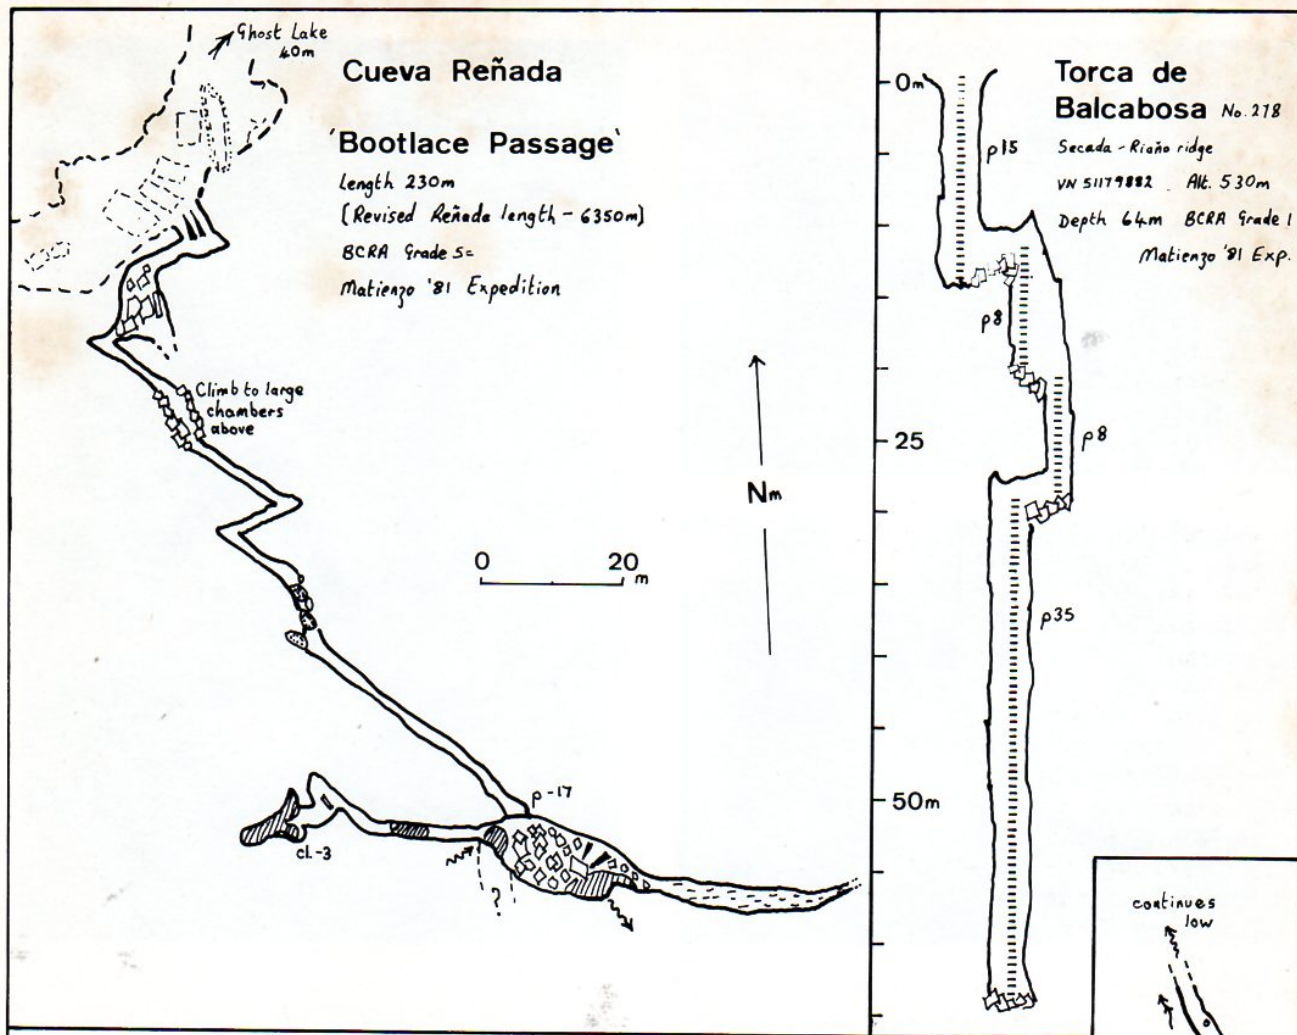 Ghost Lake
40m
Cueva Reñada
'Bootlace Passage'
Length 230m
(Revised Reñada length - 6350m)
BCRA Grade 5c
Matienzo '81 Expedition
Climb to large
chambers
above
Nm
0 20
m
p-17
cl.-3
?
Torca de
Balcabosa No. 278
Secada - Riaño ridge
VN 51179882 Alt. 530m
Depth 64m BCRA Grade 1
Matienzo '81 Exp.
0m
p15
p8
p8
25
p35
50m
continues
low